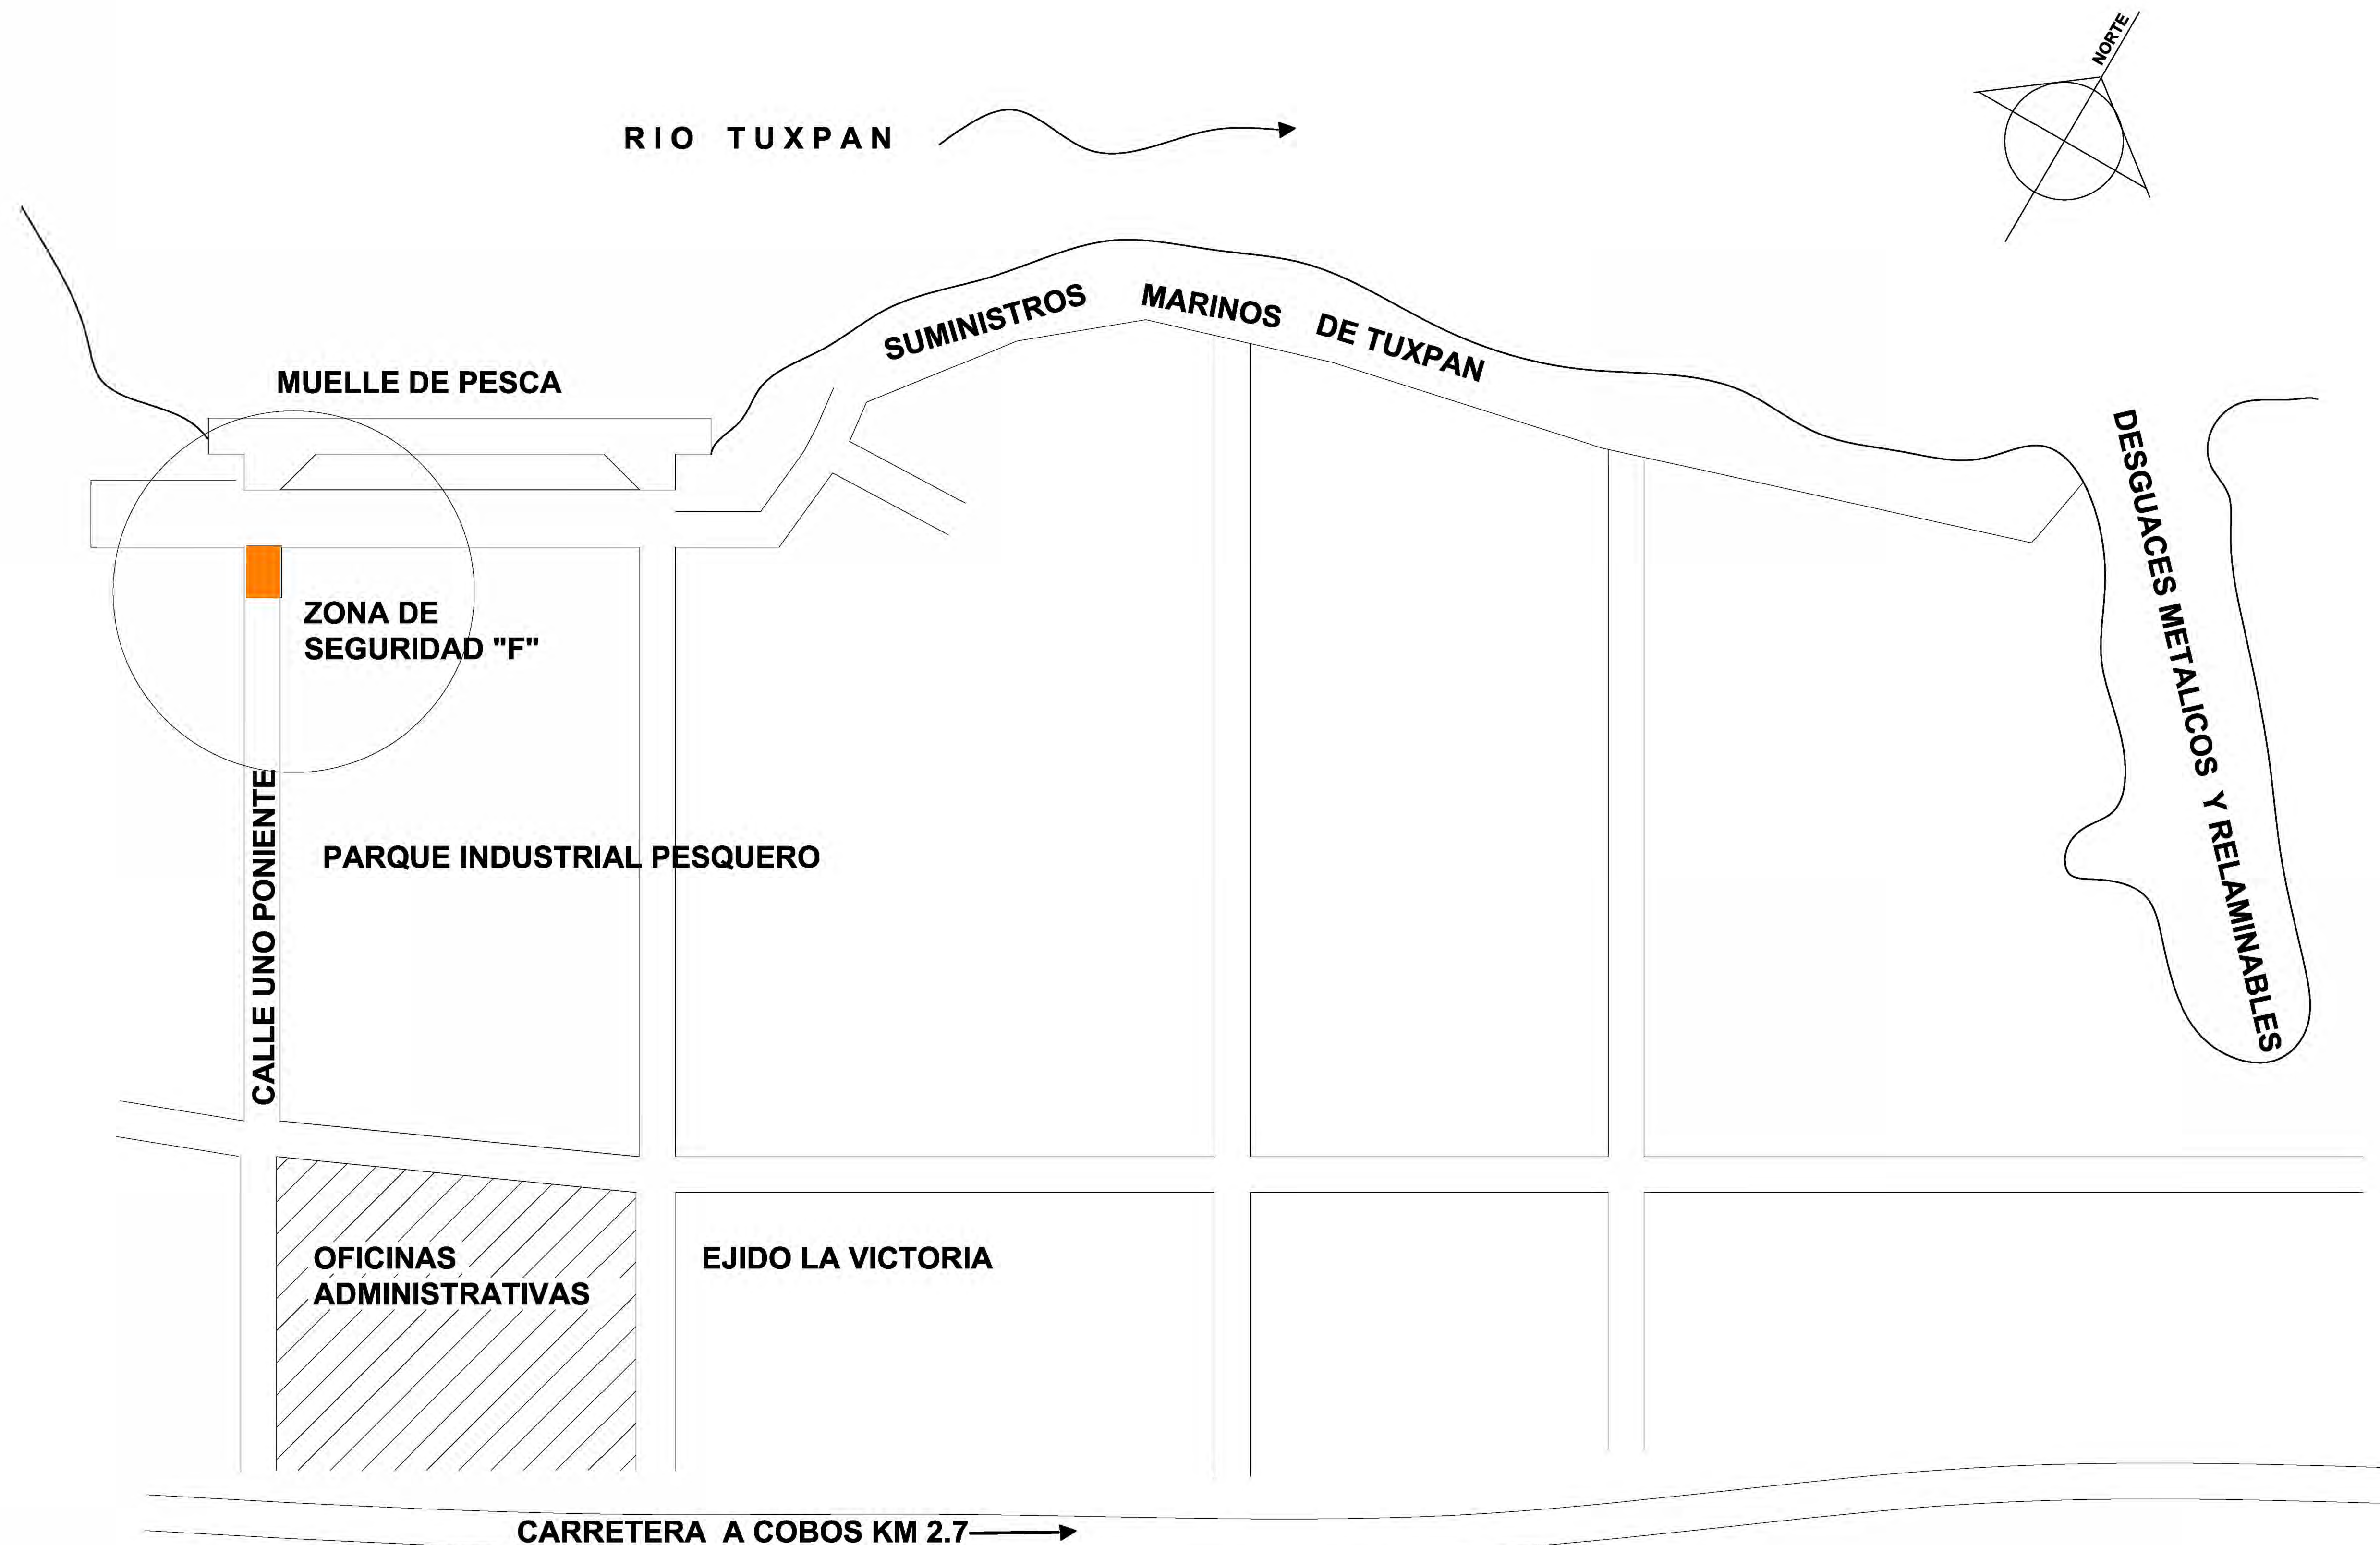 NORTE
RIO TUXPAN
SUMINISTROS MARINOS DE TUXPAN
MUELLE DE PESCA
DESGUACES METALICOS Y RELAMINABLES
ZONA DE
SEGURIDAD "F"
CALLE UNO PONIENTE
PARQUE INDUSTRIAL PESQUERO
OFICINAS
ADMINISTRATIVAS
EJIDO LA VICTORIA
CARRETERA A COBOS KM 2.7